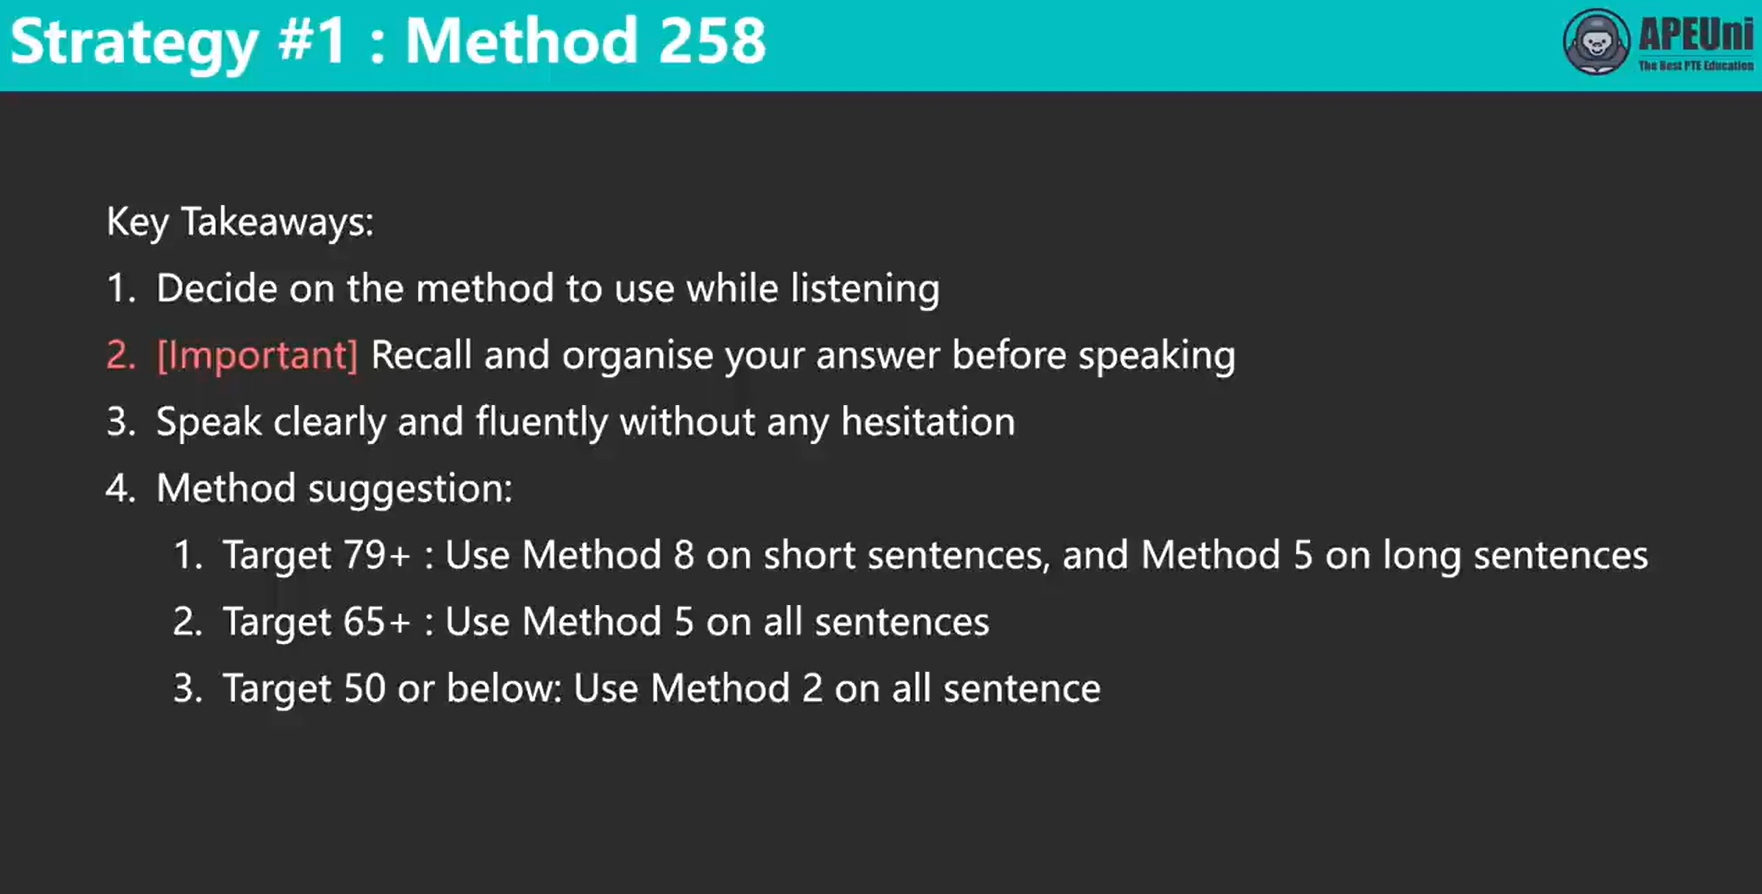 Strategy #1 : Method 258
APEUni
The Best PTE Education
Key Takeaways:
1. Decide on the method to use while listening
2. [Important] Recall and organise your answer before speaking
3. Speak clearly and fluently without any hesitation
4. Method suggestion:
1. Target 79+ : Use Method 8 on short sentences, and Method 5 on long sentences
2. Target 65+ : Use Method 5 on all sentences
3. Target 50 or below: Use Method 2 on all sentence